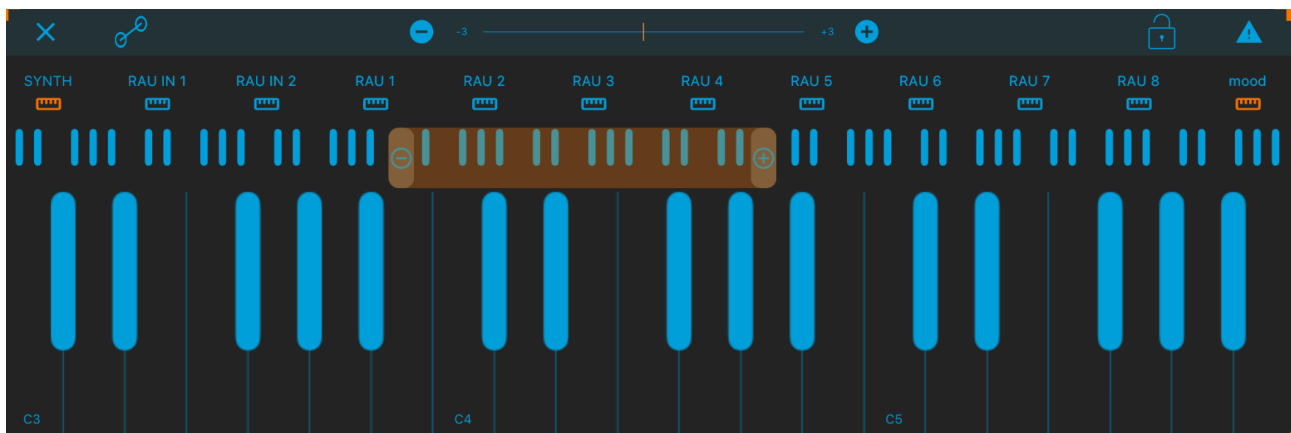 -3 +3
SYNTH RAU IN 1 RAU IN 2 RAU 1 RAU 2 RAU 3 RAU 4 RAU 5 RAU 6 RAU 7 RAU 8 mood
C3 C4 C5